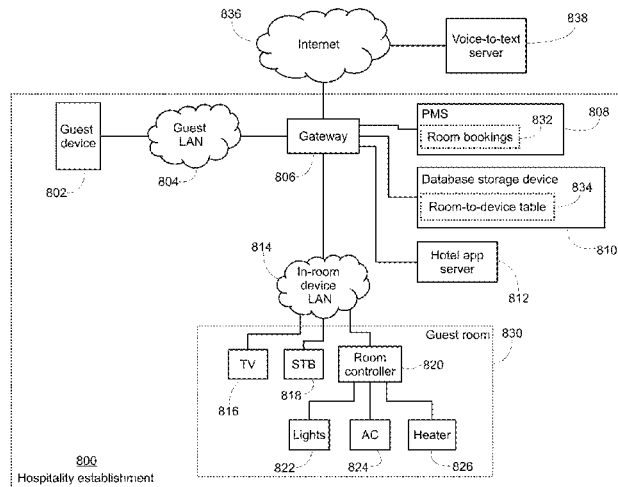 836
Internet
Voice-to-text
server
838
Guest
device
802
Guest
LAN
804
Gateway
806
PMS
Room bookings
832
808
Database storage device
Room-to-device table
834
810
Hotel app
server
812
814
In-room
device
LAN
Guest room
830
TV
816
STB
818
Room
controller
820
Lights
822
AC
824
Heater
826
800
Hospitality establishment